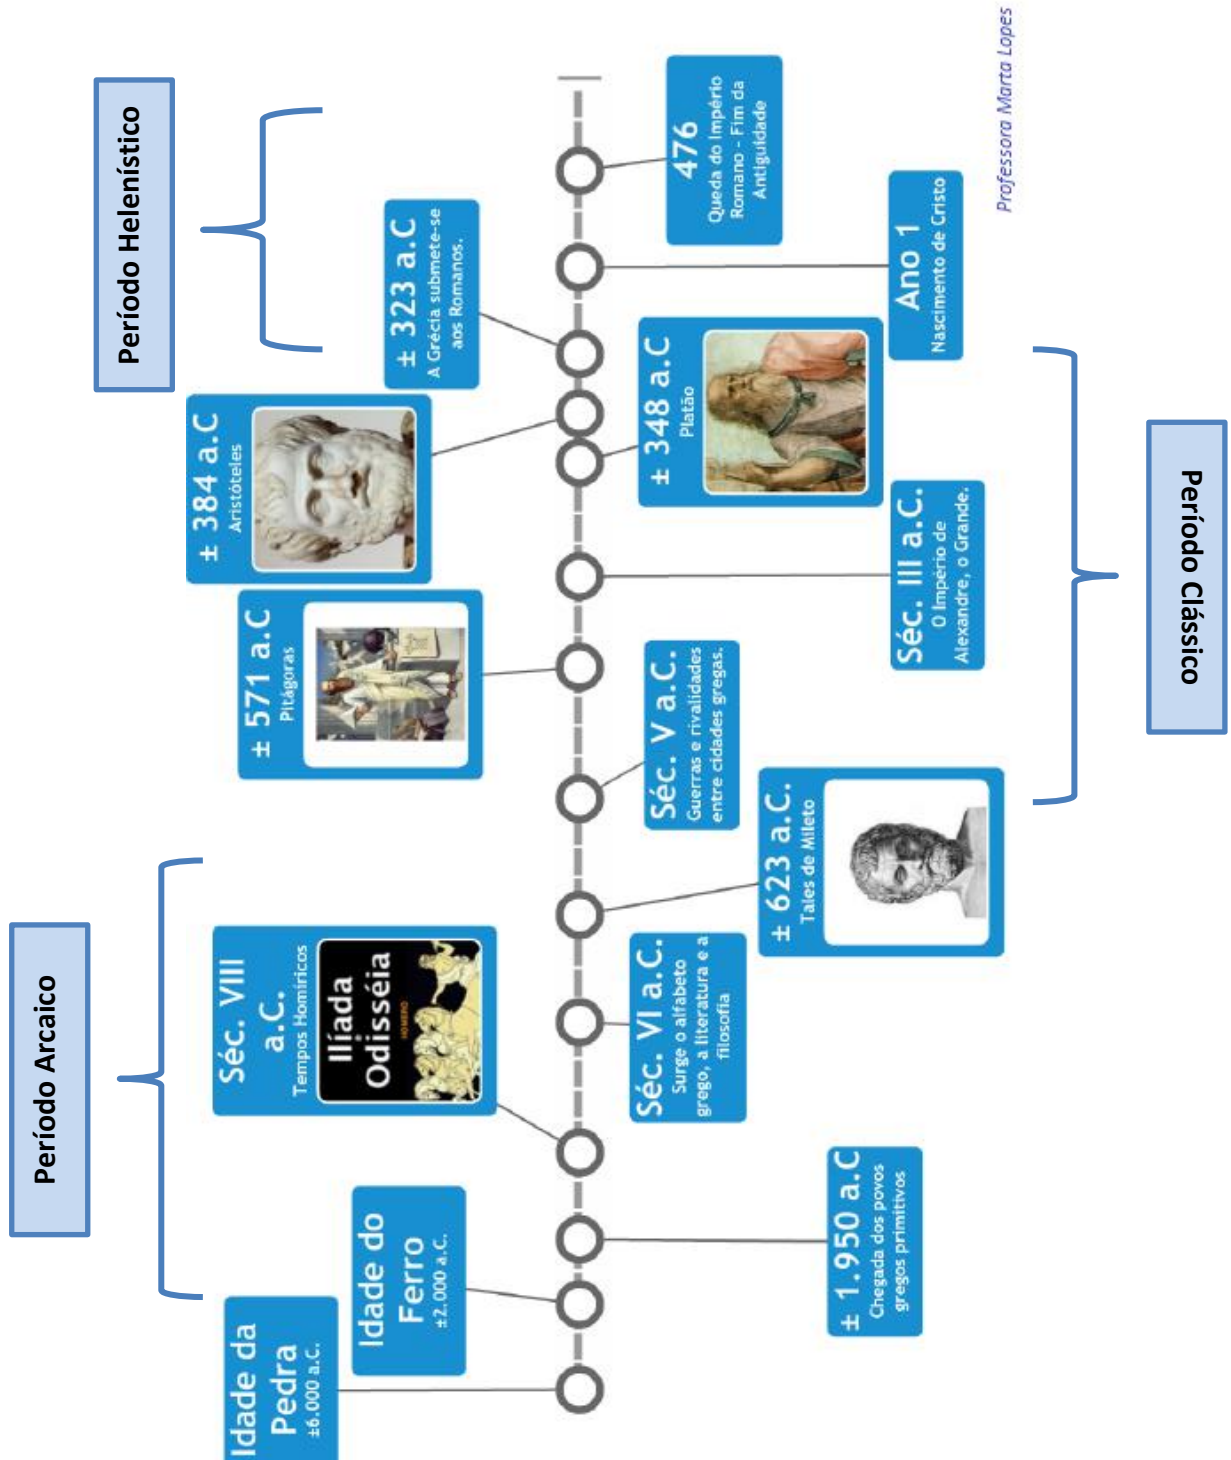 Período Arcaico
Período Helenístico
Período Clássico
Idade da
Pedra
±6.000 a.C.
Idade do
Ferro
±2.000 a.C.
± 1.950 a.C
Chegada dos povos
gregos primitivos
Séc. VIII
a.C.
Tempos Homíricos
Ilíada
e
Odisséia
HOMERO
Séc. VI a.C.
Surge o alfabeto
grego, a literatura e a
filosofia
± 623 a.C.
Tales de Mileto
Séc. V a.C.
Guerras e rivalidades
entre cidades gregas.
± 571 a.C
Pitágoras
Séc. III a.C.
O Império de
Alexandre, o Grande.
± 348 a.C
Platão
± 384 a.C
Aristóteles
± 323 a.C
A Grécia submete-se
aos Romanos.
Ano 1
Nascimento de Cristo
476
Queda do Império
Romano - Fim da
Antiguidade
Professora Marta Lopes